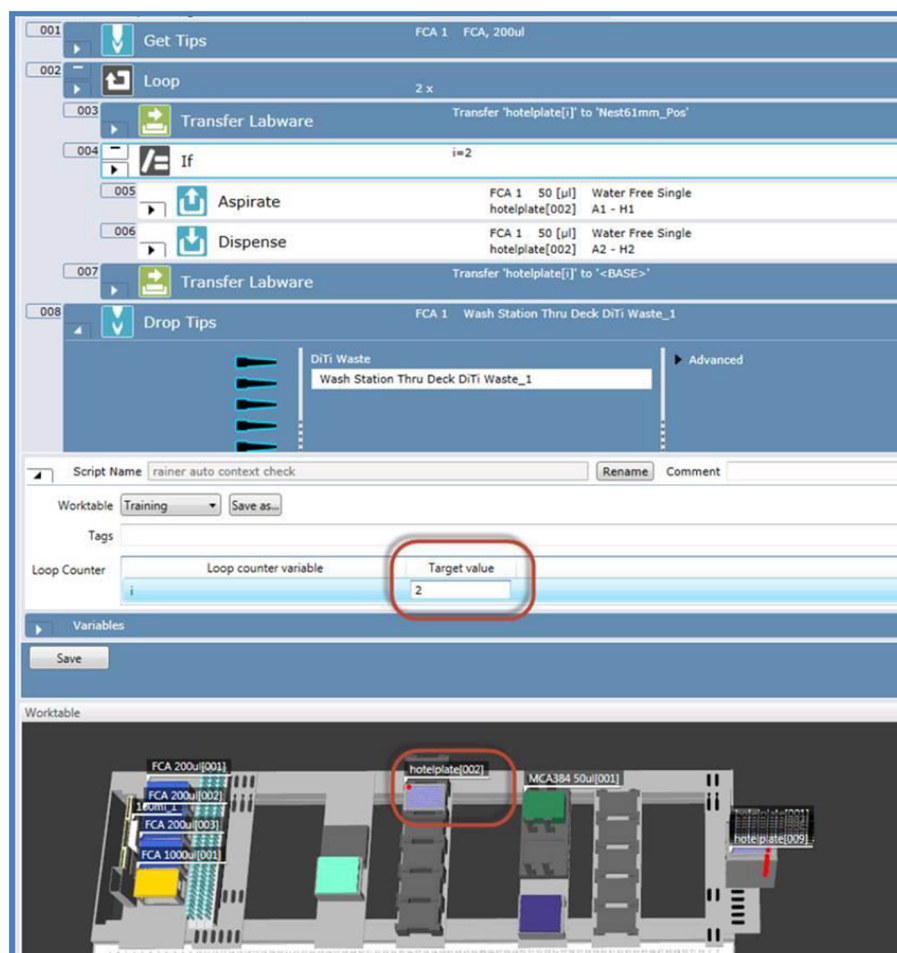 001
Get Tips
FCA 1 FCA, 200ul
002
Loop
2 x
003
Transfer Labware
Transfer 'hotelplate[i]' to 'Nest61mm_Pos'
004
If
i=2
005
Aspirate
FCA 1 50 [µl] Water Free Single
hotelplate[002] A1 - H1
006
Dispense
FCA 1 50 [µl] Water Free Single
hotelplate[002] A2 - H2
007
Transfer Labware
Transfer 'hotelplate[i]' to '<BASE>'
008
Drop Tips
FCA 1 Wash Station Thru Deck DiTi Waste_1
DiTi Waste
Advanced
Wash Station Thru Deck DiTi Waste_1
Script Name rainer auto context check Rename Comment
Worktable Training Save as...
Tags
Loop Counter Loop counter variable Target value
i 2
Variables
Save
Worktable
FCA 200ul[001]
hotelplate[002]
MCA384 50ul[001]
FCA 200ul[002]
100ml_1
FCA 200ul[003]
hotelplate[009]
FCA 1000ul[001]